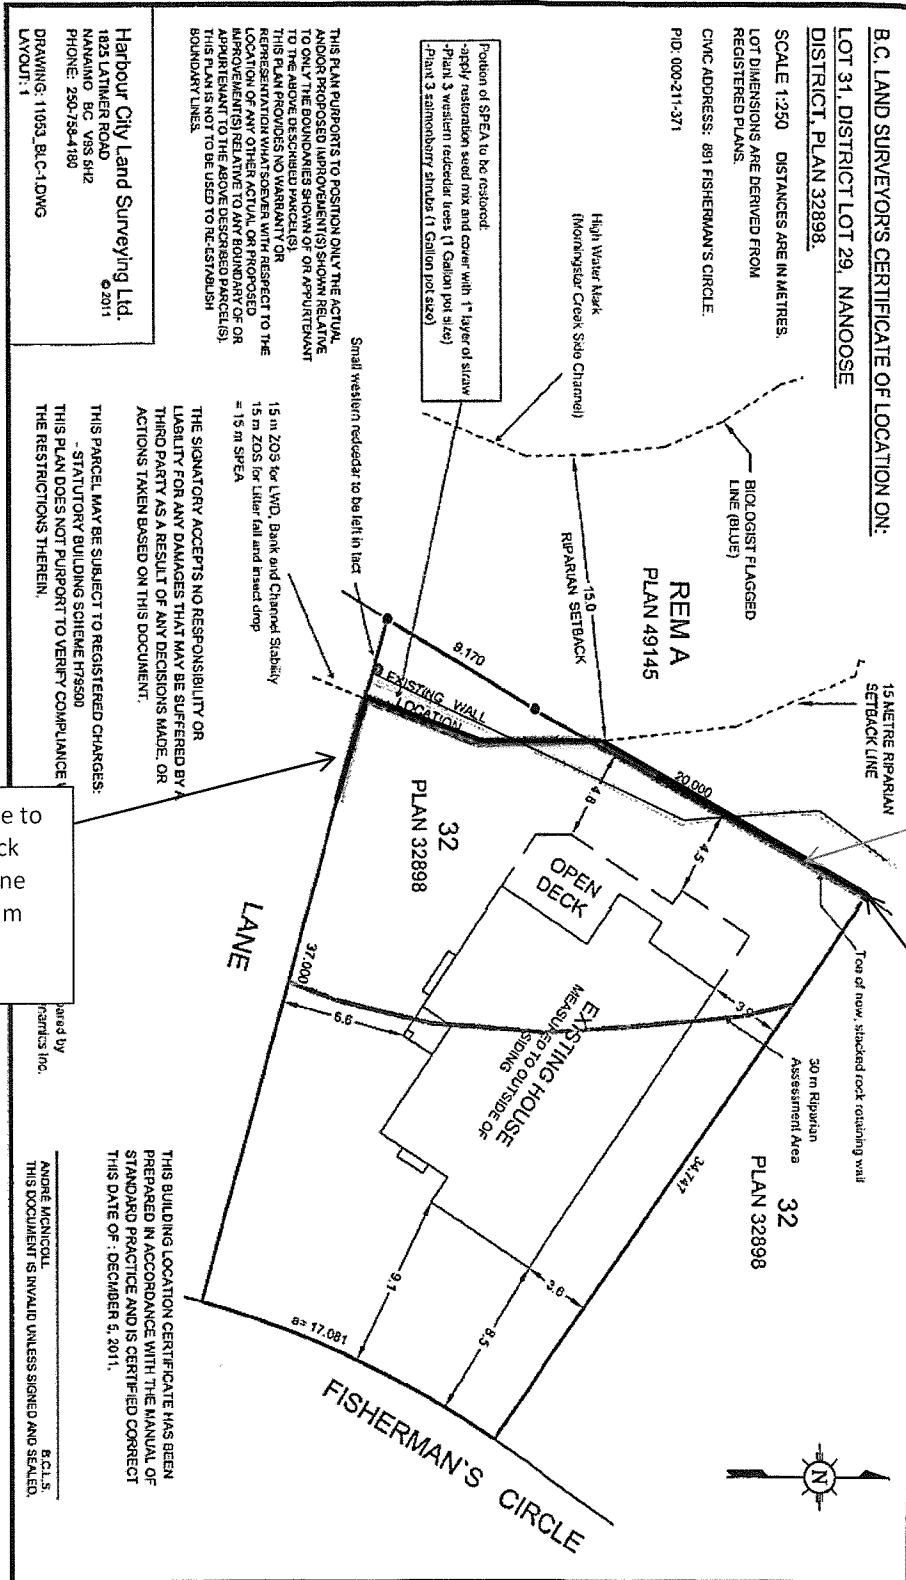 B.C. LAND SURVEYOR'S CERTIFICATE OF LOCATION ON:
LOT 31, DISTRICT LOT 29, NANOOSE
DISTRICT, PLAN 32898.
SCALE 1:250 DISTANCES ARE IN METRES.
LOT DIMENSIONS ARE DERIVED FROM
REGISTERED PLANS.
CIVIC ADDRESS: 891 FISHERMAN'S CIRCLE.
PID: 000-211-371
Portion of SPEA to be restored:
-apply restoration seed mix and cover with 1" layer of straw
-Plant 3 western redcedar trees (1 Gallon pot size)
-Plant 3 salmonberry shrubs (1 Gallon pot size)
High Water Mark
(Morningstar Creek Side Channel)
BIOLOGIST FLAGGED
LINE (BLUE)
15 METRE RIPARIAN
SETBACK LINE
15.0
RIPARIAN SETBACK
REM A
PLAN 49145
Small western redcedar to be left in tact
15 m ZOS for LWD, Bank and Channel Stability
15 m ZOS for Litter fall and insect drop
= 15 m SPEA
9.170
EXISTING WALL
LOCATION
20.000
4.8
4.5
32
PLAN 32898
OPEN
DECK
LANE
37.000
6.6
EXISTING HOUSE
MEASURED TO OUTSIDE OF
SIDING
3.9
Toe of new, stacked rock retaining wall
30 m Riparian
Assessment Area
34.747
32
PLAN 32898
3.6
9.1
8.5
a= 17.081
FISHERMAN'S CIRCLE
N
THIS PLAN PURPORTS TO POSITION ONLY THE ACTUAL
AND/OR PROPOSED IMPROVEMENT(S) SHOWN RELATIVE
TO ONLY THE BOUNDARIES SHOWN OF OR APPURTENANT
TO THE ABOVE DESCRIBED PARCEL(S).
THIS PLAN PROVIDES NO WARRANTY OR
REPRESENTATION WHATSOEVER WITH RESPECT TO THE
LOCATION OF ANY OTHER ACTUAL OR PROPOSED
IMPROVEMENT(S) RELATIVE TO ANY BOUNDARY OF OR
APPURTENANT TO THE ABOVE DESCRIBED PARCEL(S).
THIS PLAN IS NOT TO BE USED TO RE-ESTABLISH
BOUNDARY LINES.
THE SIGNATORY ACCEPTS NO RESPONSIBILITY OR
LIABILITY FOR ANY DAMAGES THAT MAY BE SUFFERED BY A
THIRD PARTY AS A RESULT OF ANY DECISIONS MADE, OR
ACTIONS TAKEN BASED ON THIS DOCUMENT.
THIS PARCEL MAY BE SUBJECT TO REGISTERED CHARGES:
- STATUTORY BUILDING SCHEME H79500
THIS PLAN DOES NOT PURPORT TO VERIFY COMPLIANCE
THE RESTRICTIONS THEREIN.
Harbour City Land Surveying Ltd.
1825 LATIMER ROAD © 2011
NANAIMO BC V9S 5H2
PHONE: 250-758-4180
DRAWING: 11053_BLC-1.DWG
LAYOUT: 1
e to
ck
ne
m
pared by
namics Inc.
THIS BUILDING LOCATION CERTIFICATE HAS BEEN
PREPARED IN ACCORDANCE WITH THE MANUAL OF
STANDARD PRACTICE AND IS CERTIFIED CORRECT
THIS DATE OF : DECMBER 5, 2011.
ANDRÉ MCNICOLL B.C.L.S.
THIS DOCUMENT IS INVALID UNLESS SIGNED AND SEALED.